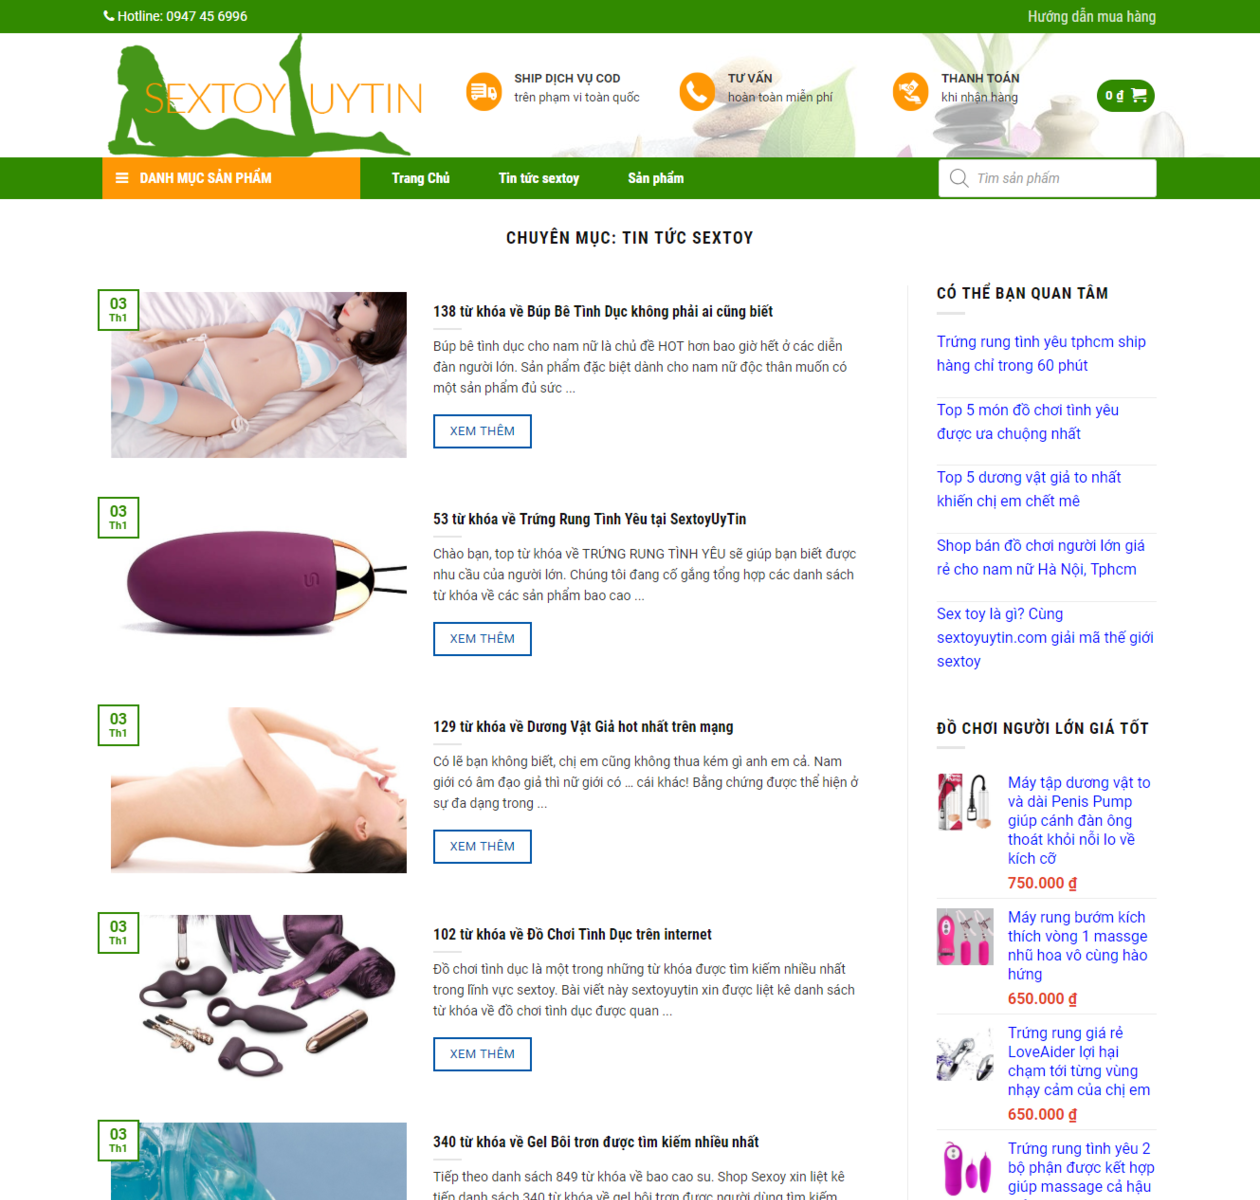 Hotline: 0947 45 6996
Hướng dẫn mua hàng
SEXTOY UYTIN
SHIP DỊCH VỤ COD
trên phạm vi toàn quốc
TƯ VẤN
hoàn toàn miễn phí
THANH TOÁN
khi nhận hàng
0 ₫
DANH MỤC SẢN PHẨM
Trang Chủ
Tin tức sextoy
Sản phẩm
Tìm sản phẩm
CHUYÊN MỤC: TIN TỨC SEXTOY
03
Th1
138 từ khóa về Búp Bê Tình Dục không phải ai cũng biết
Búp bê tình dục cho nam nữ là chủ đề HOT hơn bao giờ hết ở các diễn
đàn người lớn. Sản phẩm đặc biệt dành cho nam nữ độc thân muốn có
một sản phẩm đủ sức ...
XEM THÊM
03
Th1
53 từ khóa về Trứng Rung Tình Yêu tại SextoyUyTin
Chào bạn, top từ khóa về TRỨNG RUNG TÌNH YÊU sẽ giúp bạn biết được
nhu cầu của người lớn. Chúng tôi đang cố gắng tổng hợp các danh sách
từ khóa về các sản phẩm bao cao ...
XEM THÊM
03
Th1
129 từ khóa về Dương Vật Giả hot nhất trên mạng
Có lẽ bạn không biết, chị em cũng không thua kém gì anh em cả. Nam
giới có âm đạo giả thì nữ giới có ... cái khác! Bằng chứng được thể hiện ở
sự đa dạng trong ...
XEM THÊM
03
Th1
102 từ khóa về Đồ Chơi Tình Dục trên internet
Đồ chơi tình dục là một trong những từ khóa được tìm kiếm nhiều nhất
trong lĩnh vực sextoy. Bài viết này sextoyuytin xin được liệt kê danh sách
từ khóa về đồ chơi tình dục được quan ...
XEM THÊM
03
Th1
340 từ khóa về Gel Bôi trơn được tìm kiếm nhiều nhất
Tiếp theo danh sách 849 từ khóa về bao cao su. Shop Sexoy xin liệt kê
tiếp danh sách 340 từ khóa về gel bôi trơn được người dùng tìm kiếm
CÓ THỂ BẠN QUAN TÂM
Trứng rung tình yêu tphcm ship
hàng chỉ trong 60 phút
Top 5 món đồ chơi tình yêu
được ưa chuộng nhất
Top 5 dương vật giả to nhất
khiến chị em chết mê
Shop bán đồ chơi người lớn giá
rẻ cho nam nữ Hà Nội, Tphcm
Sex toy là gì? Cùng
sextoyuytin.com giải mã thế giới
sextoy
ĐỒ CHƠI NGƯỜI LỚN GIÁ TỐT
Máy tập dương vật to
và dài Penis Pump
giúp cánh đàn ông
thoát khỏi nỗi lo về
kích cỡ
750.000 ₫
Máy rung bướm kích
thích vòng 1 massge
nhũ hoa vô cùng hào
hứng
650.000 ₫
Trứng rung giá rẻ
LoveAider lợi hại
chạm tới từng vùng
nhạy cảm của chị em
650.000 ₫
Trứng rung tình yêu 2
bộ phận được kết hợp
giúp massage cả hậu